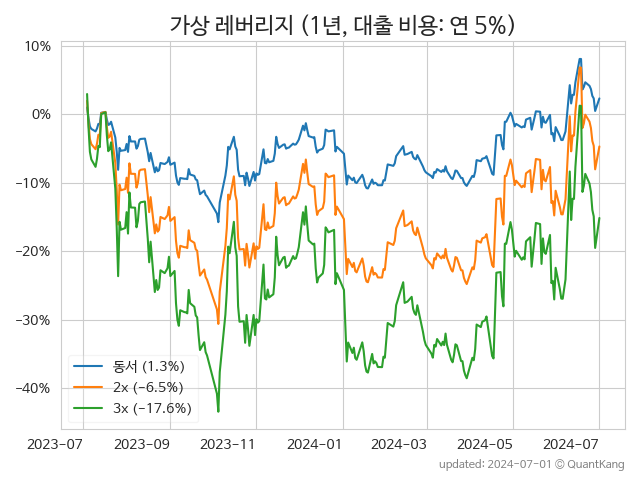 가상 레버리지 (1년, 대출 비용: 연 5%)
10%
0%
−10%
−20%
−30%
−40%
동서 (1.3%)
2x (−6.5%)
3x (−17.6%)
2023-07
2023-09
2023-11
2024-01
2024-03
2024-05
2024-07
updated: 2024-07-01 © QuantKang